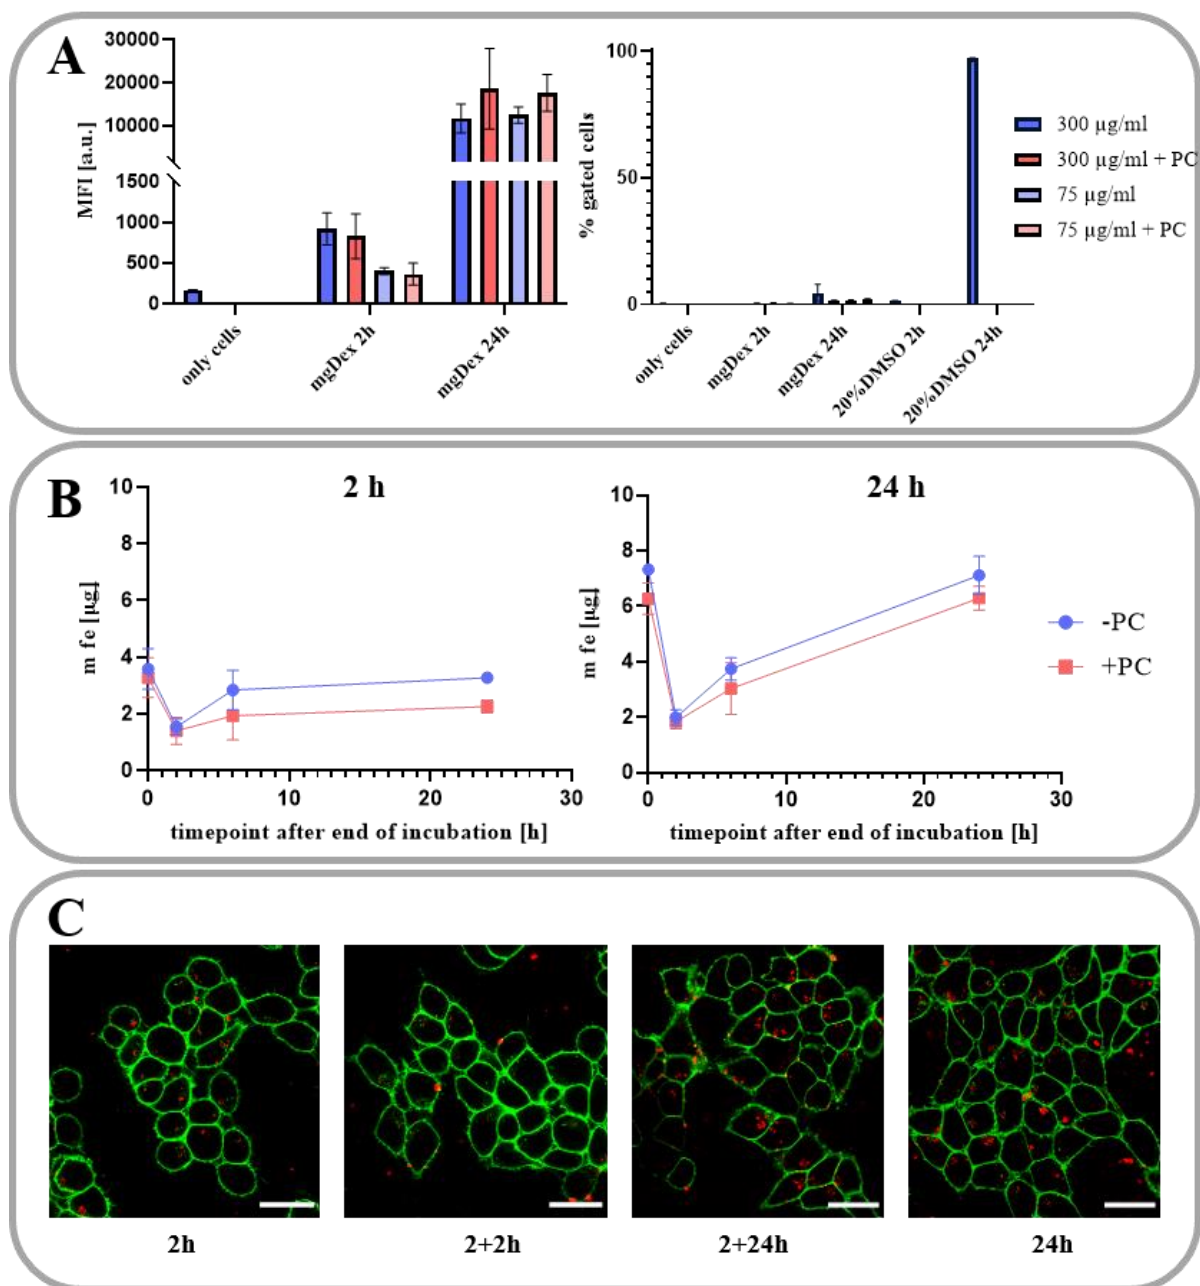 A
MFI [a.u.]
30000
20000
10000
1500
1000
500
0
only cells
mgDex 2h
mgDex 24h
% gated cells
100
50
0
only cells
mgDex 2h
mgDex 24h
20%DMSO 2h
20%DMSO 24h
300 µg/ml
300 µg/ml + PC
75 µg/ml
75 µg/ml + PC
B
2 h
m fe [µg]
10
8
6
4
2
0
0 10 20 30
timepoint after end of incubation [h]
24 h
m fe [µg]
10
8
6
4
2
0
0 10 20 30
timepoint after end of incubation [h]
-PC
+PC
C
2h
2+2h
2+24h
24h